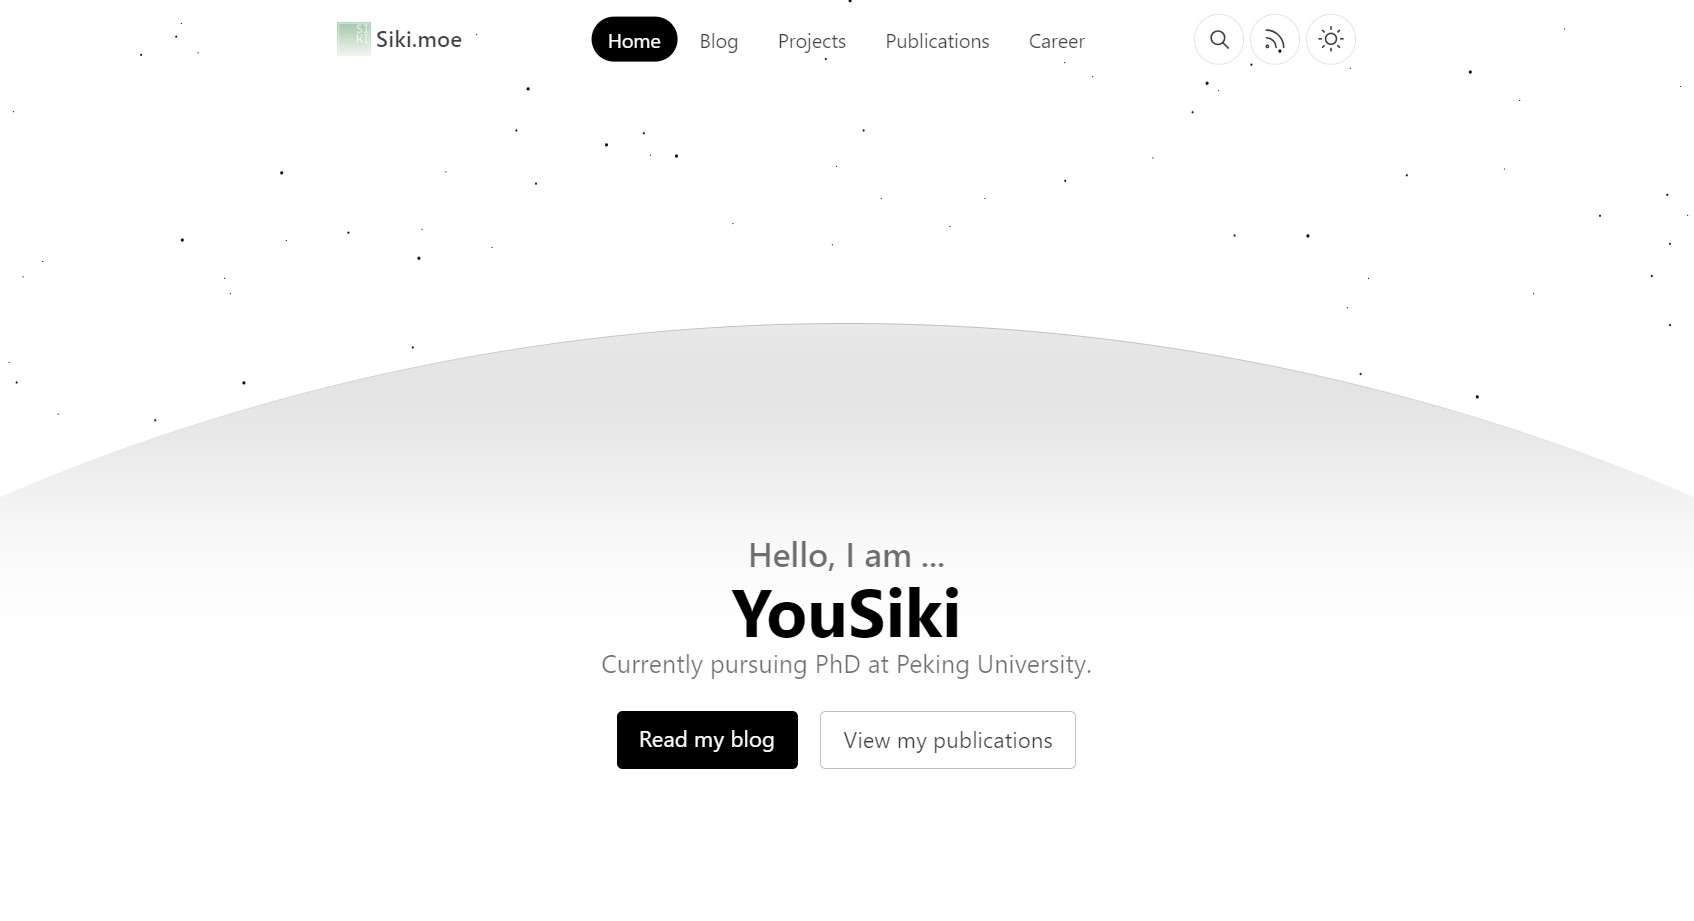 SI
KI
Siki.moe
Home
Blog
Projects
Publications
Career
Hello, I am ...
YouSiki
Currently pursuing PhD at Peking University.
Read my blog
View my publications